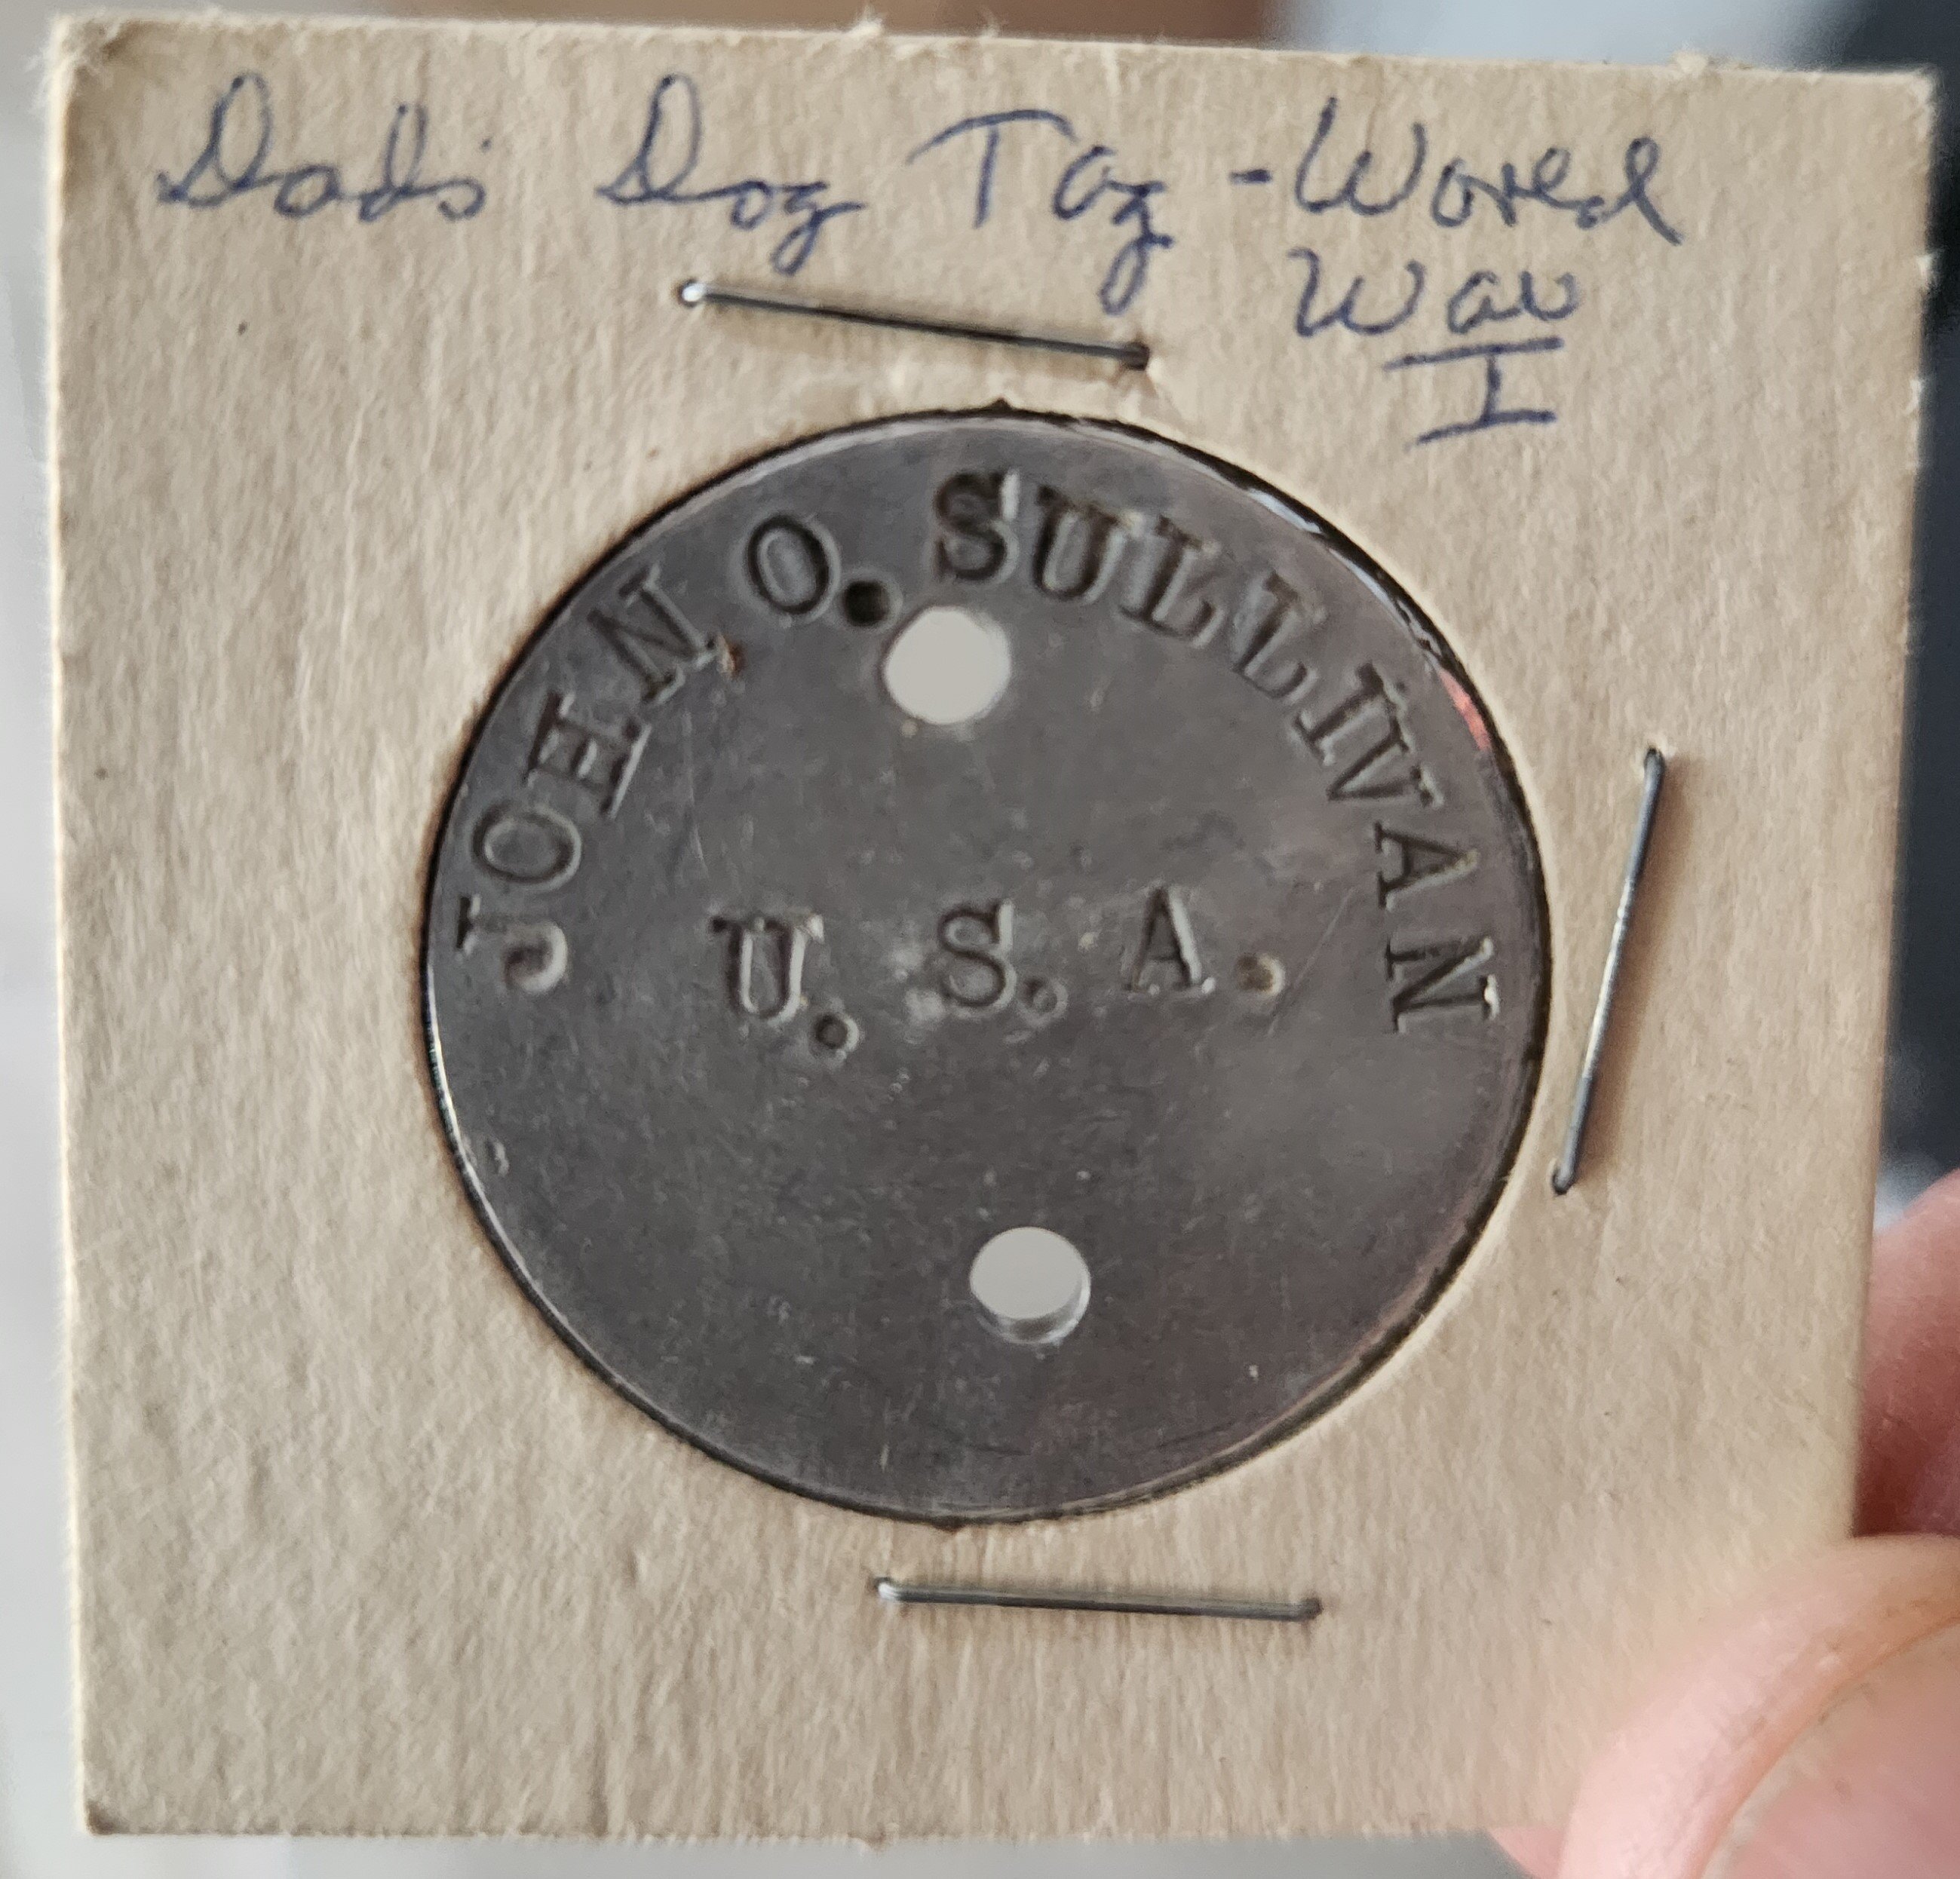 Dad's Dog Tag - World
War
I
JOHN O. SULLIVAN
U. S. A.